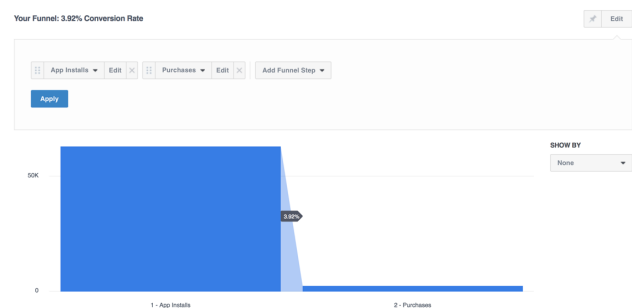 Your Funnel: 3.92% Conversion Rate
Edit
App Installs Edit Purchases Edit Add Funnel Step
Apply
SHOW BY
None
50K
3.92%
0
1 - App Installs 2 - Purchases